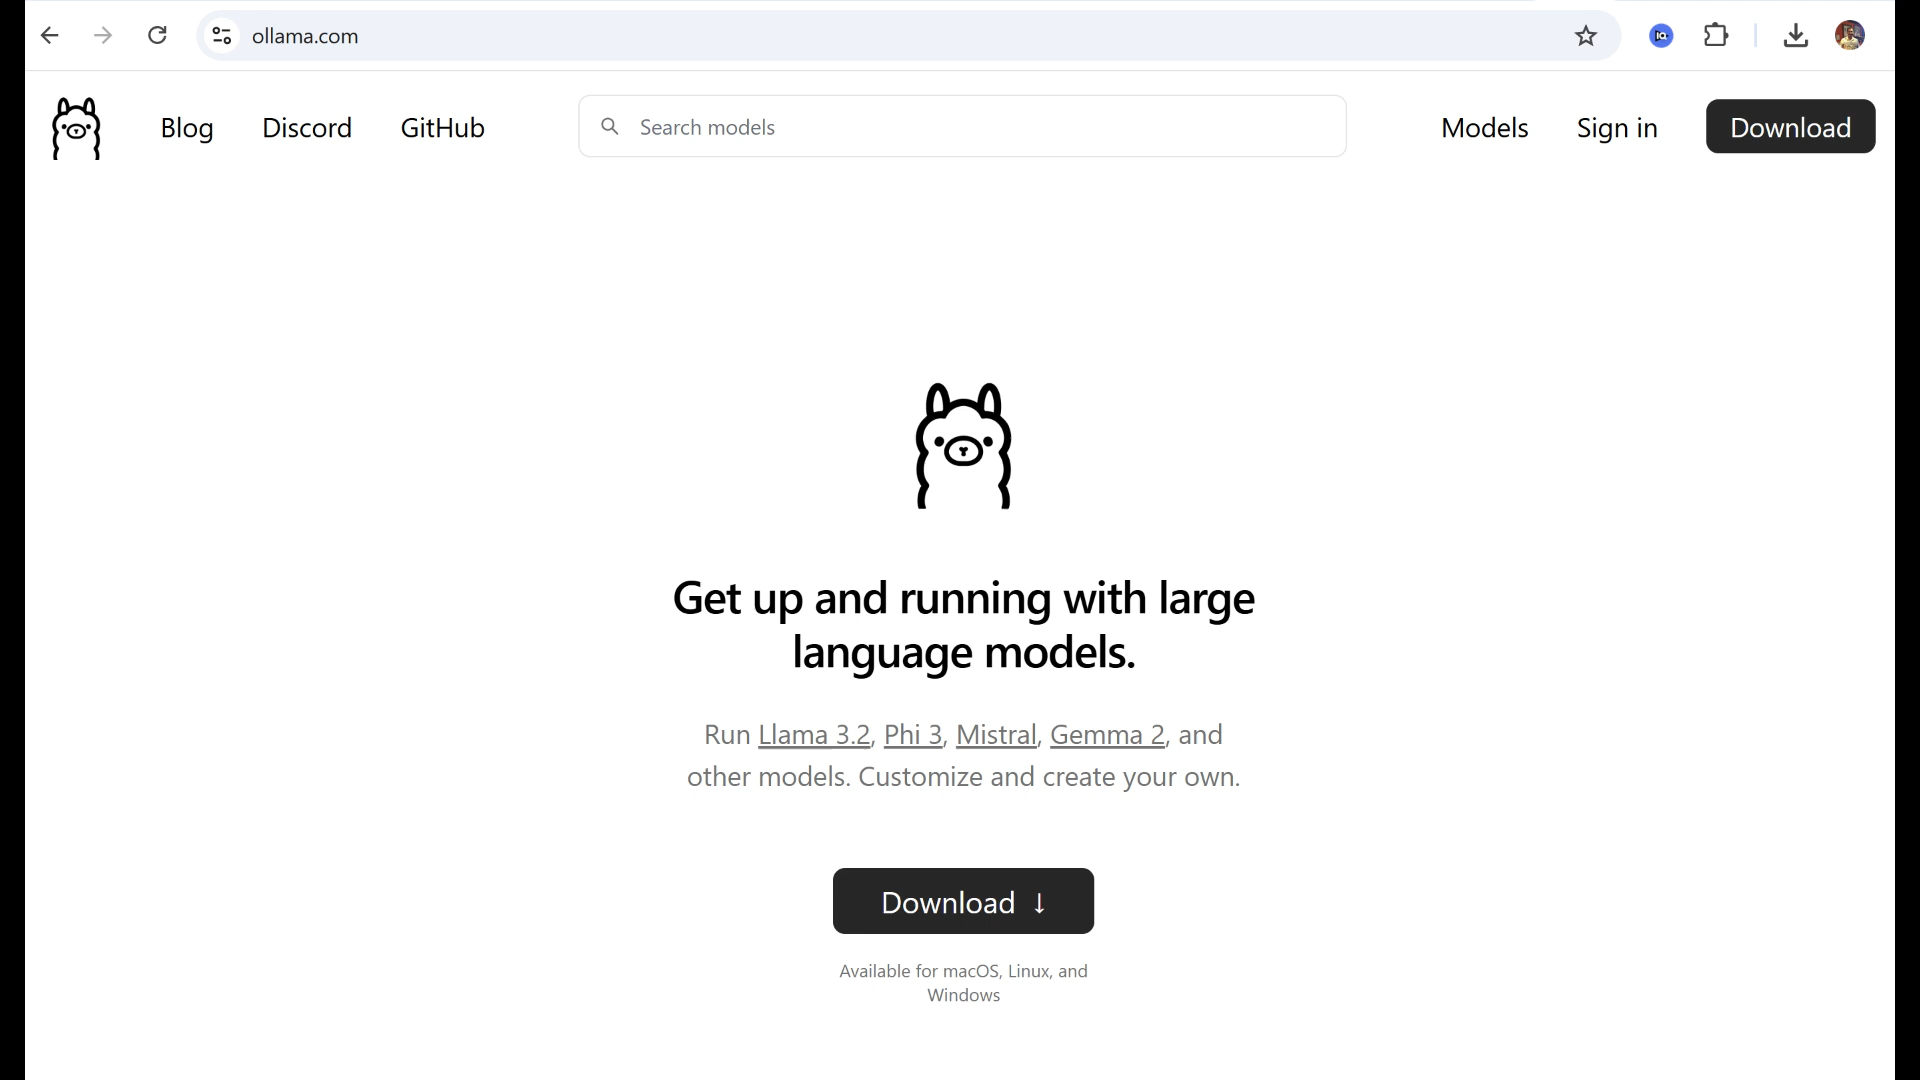 ollama.com
Blog Discord GitHub Search models Models Sign in Download
Get up and running with large
language models.
Run Llama 3.2, Phi 3, Mistral, Gemma 2, and
other models. Customize and create your own.
Download ↓
Available for macOS, Linux, and
Windows